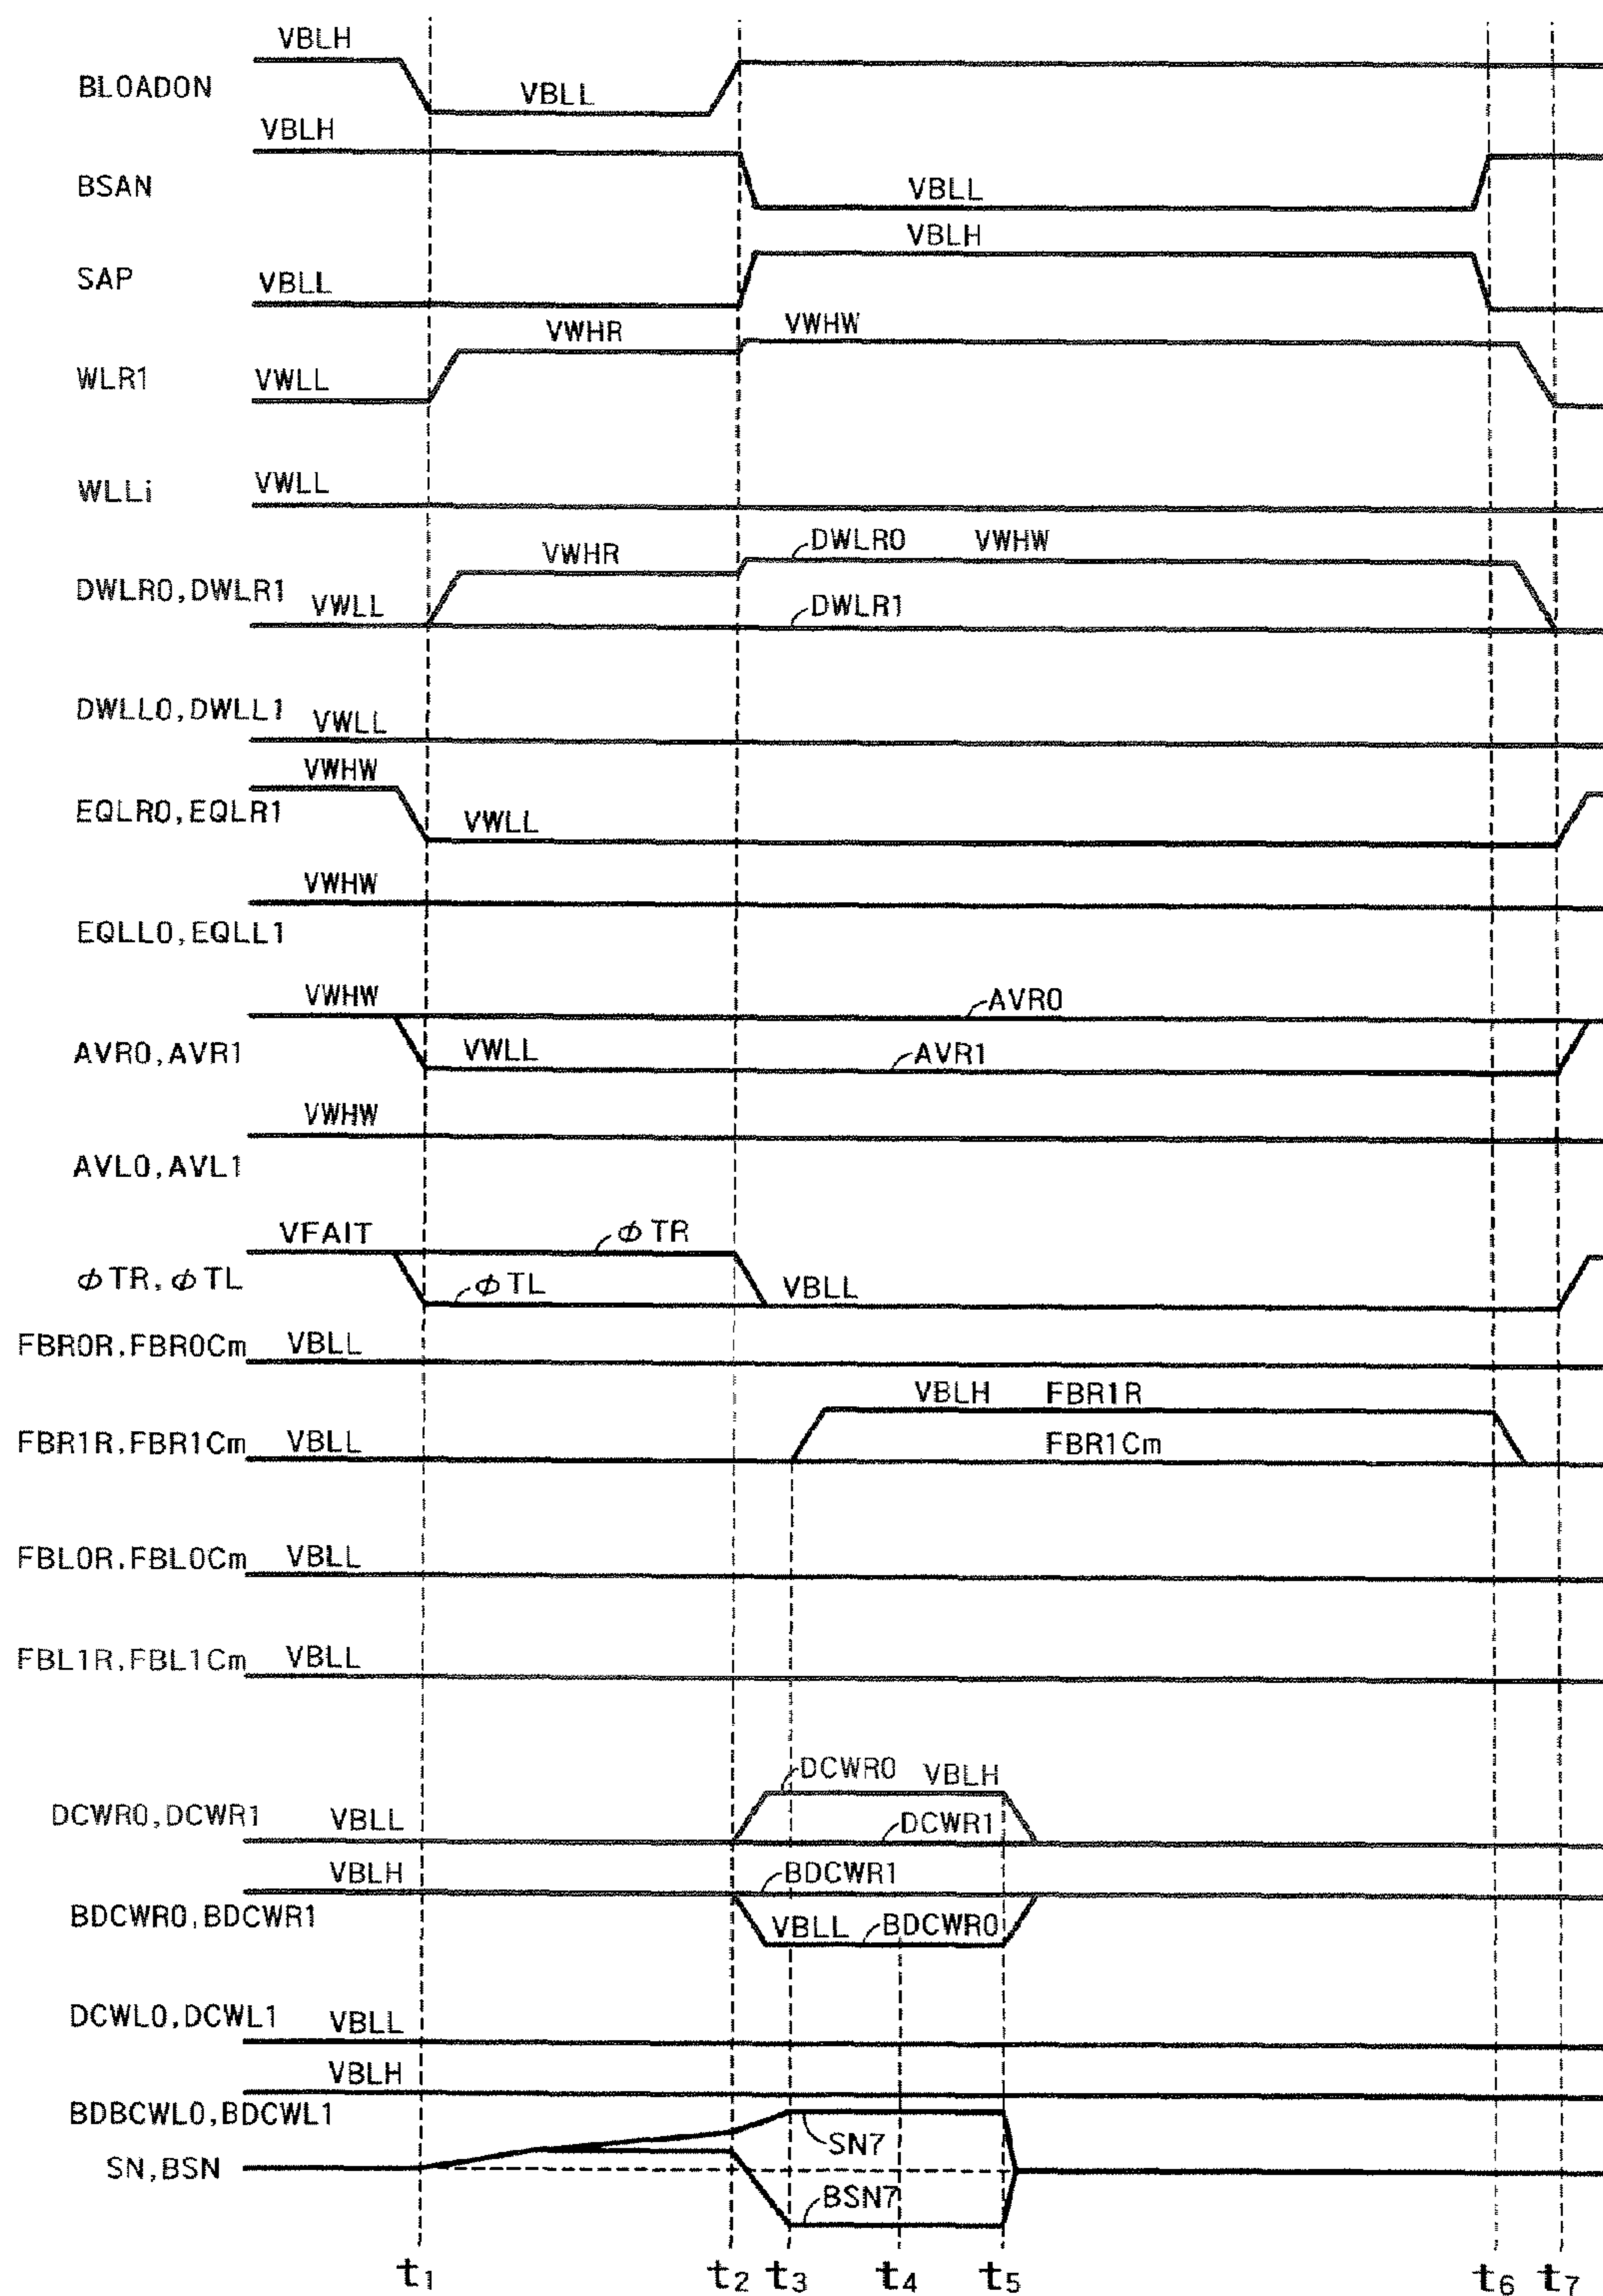 VBLH
BLOADON VBLL
VBLH
BSAN VBLL
VBLH
SAP VBLL
VWHR VWHW
WLR1 VWLL
WLLi VWLL
VWHR DWLR0 VWHW
DWLR0,DWLR1 VWLL DWLR1
DWLL0,DWLL1 VWLL
VWHW
EQLR0,EQLR1 VWLL
VWHW
EQLL0,EQLL1
VWHW AVR0
AVR0,AVR1 VWLL AVR1
VWHW
AVL0,AVL1
VFAIT ϕTR
ϕTR,ϕTL ϕTL VBLL
FBR0R,FBR0Cm VBLL
VBLH FBR1R
FBR1R,FBR1Cm VBLL FBR1Cm
FBL0R,FBL0Cm VBLL
FBL1R,FBL1Cm VBLL
DCWR0 VBLH
DCWR0,DCWR1 VBLL DCWR1
VBLH BDCWR1
BDCWR0,BDCWR1 VBLL BDCWR0
DCWL0,DCWL1 VBLL
VBLH
BDBCWL0,BDCWL1
SN7
SN,BSN
BSN7
t1 t2 t3 t4 t5 t6 t7